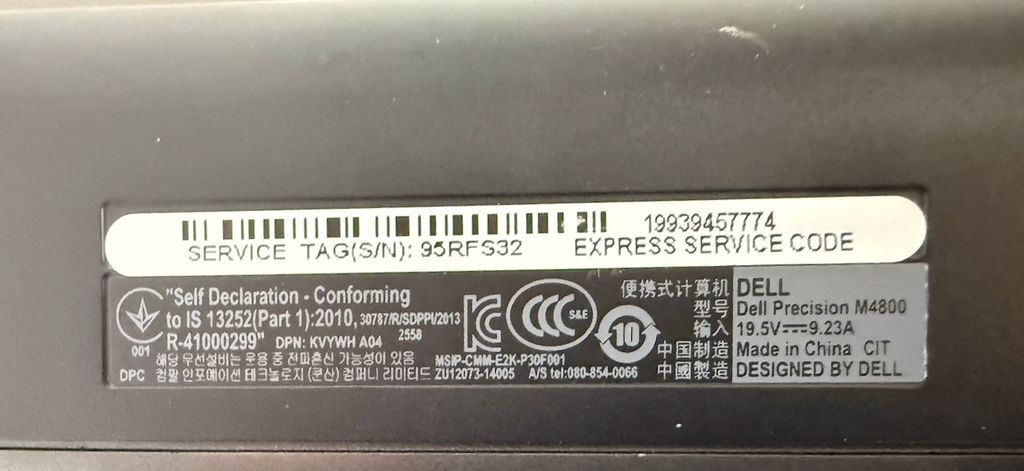 19939457774
SERVICE TAG(S/N): 95RFS32 EXPRESS SERVICE CODE
"Self Declaration - Conforming
to IS 13252(Part 1):2010, 30787/R/SDPPI/2013
2558
R-41000299" DPN: KVYWH A04
001
해당 무선설비는 운용 중 전파혼신 가능성이 있음 MSIP-CMM-E2K-P30F001
DPC 컴팔 인포메이션 테크놀로지 (쿤산) 컴퍼니 리미티드 ZU12073-14005 A/S tel:080-854-0066
CCC S&E
10
便携式计算机 DELL
型号 Dell Precision M4800
输入 19.5V⎓9.23A
中国制造 Made in China CIT
中國製造 DESIGNED BY DELL